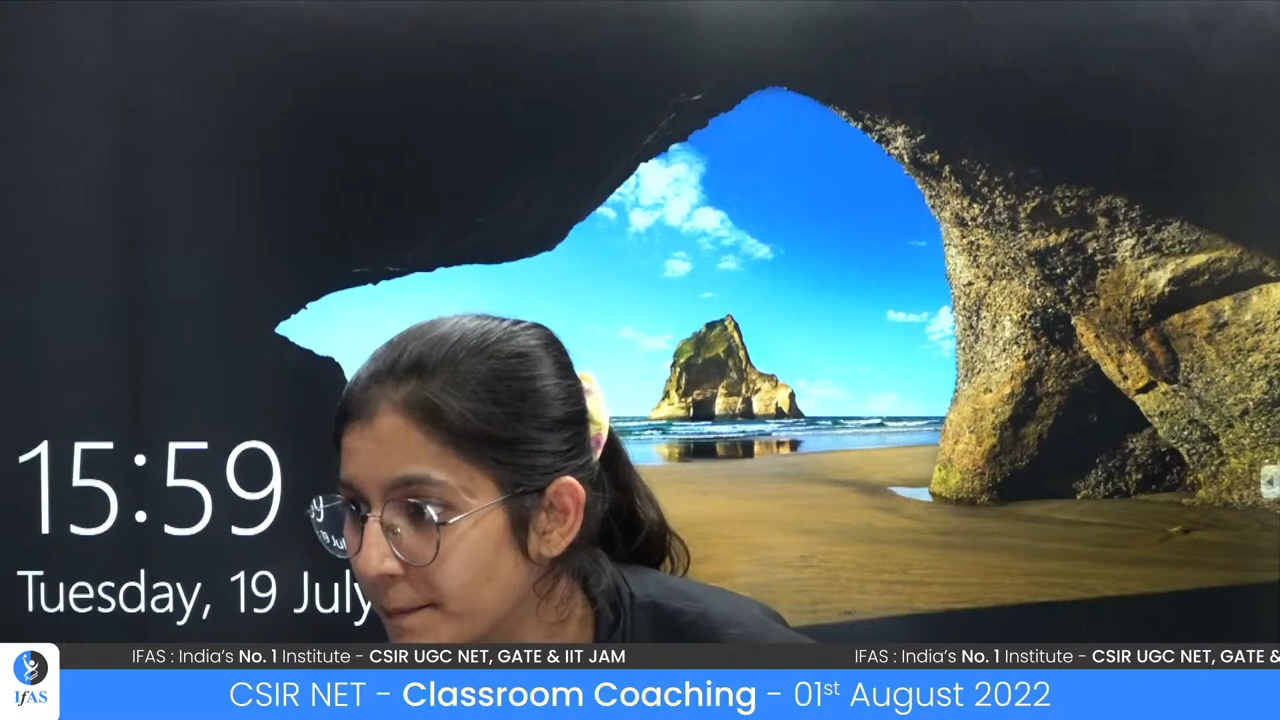 15:59
Tuesday, 19 July
IFAS : India's No. 1 Institute - CSIR UGC NET, GATE & IIT JAM
IFAS : India's No. 1 Institute - CSIR UGC NET, GATE &
IfAS
CSIR NET - Classroom Coaching - 01st August 2022